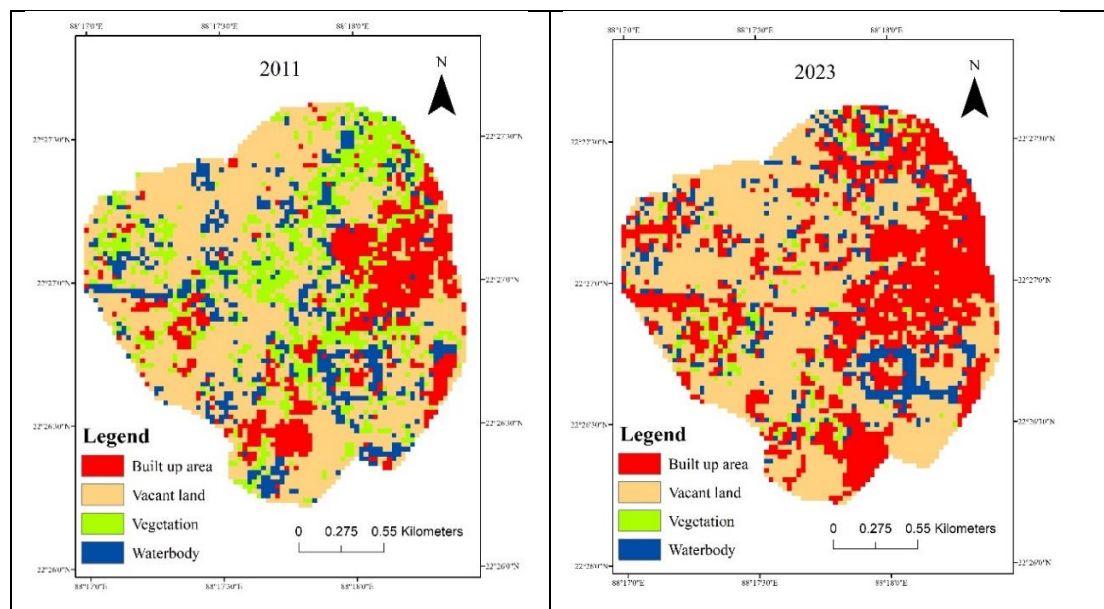 88°17'0"E 88°17'30"E 88°18'0"E
2011
N
22°27'30"N 22°27'30"N
22°27'0"N 22°27'0"N
22°26'30"N 22°26'30"N
22°26'0"N
Legend
Built up area
Vacant land
Vegetation
Waterbody
0 0.275 0.55 Kilometers
88°17'0"E 88°17'30"E 88°18'0"E
88°17'0"E 88°17'30"E 88°18'0"E
2023
N
22°27'30"N 22°27'30"N
22°27'0"N 22°27'0"N
22°26'30"N 22°26'30"N
22°26'0"N 22°26'0"N
Legend
Built up area
Vacant land
Vegetation
Waterbody
0 0.275 0.55 Kilometers
88°17'0"E 88°17'30"E 88°18'0"E